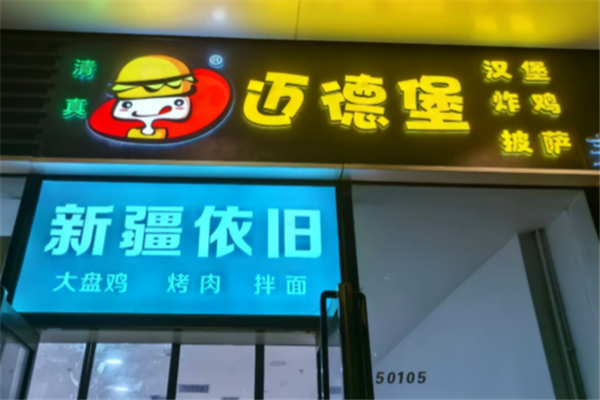 清真
®
迈德堡
汉堡
炸鸡
披萨
新疆依旧
大盘鸡 烤肉 拌面
50105